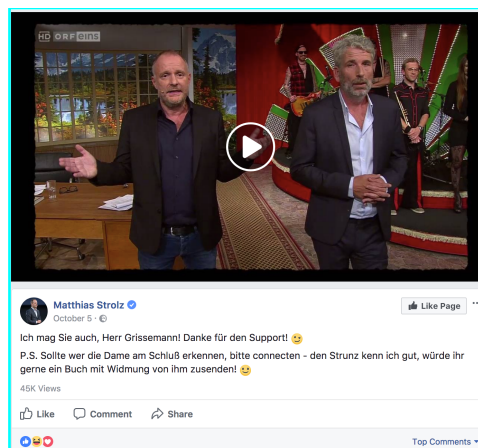 HD ORF eins
Matthias Strolz
October 5 ·
Like Page
Ich mag Sie auch, Herr Grissemann! Danke für den Support!
P.S. Sollte wer die Dame am Schluß erkennen, bitte connecten - den Strunz kenn ich gut, würde ihr
gerne ein Buch mit Widmung von ihm zusenden!
45K Views
Like Comment Share
Top Comments